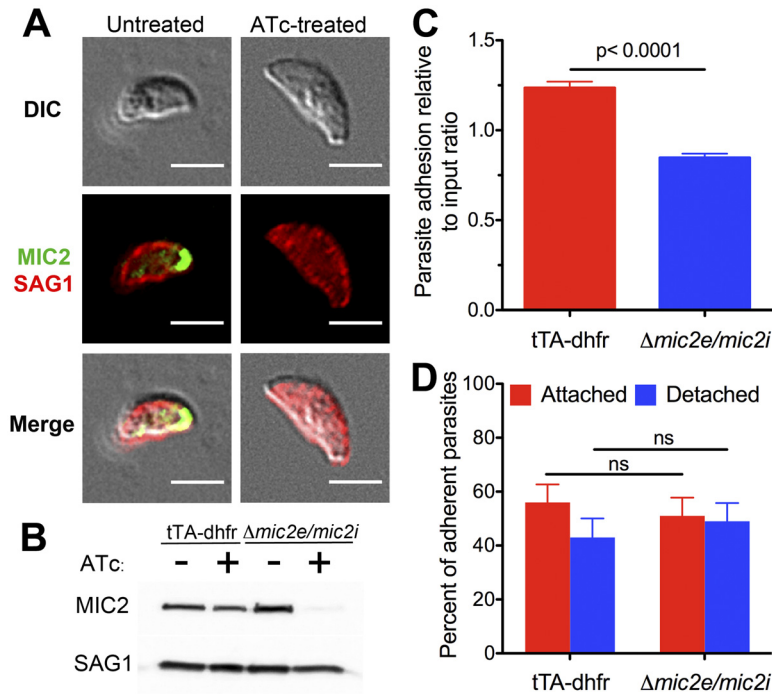 A
Untreated
ATc-treated
DIC
MIC2
SAG1
Merge
B
tTA-dhfr Δmic2e/mic2i
ATc: - + - +
MIC2
SAG1
C
p< 0.0001
Parasite adhesion relative
to input ratio
1.5
1.25
1.0
0.5
0.0
tTA-dhfr
Δmic2e/mic2i
D
Percent of adherent parasites
100
80
60
40
20
0
Attached
Detached
ns
ns
tTA-dhfr
Δmic2e/mic2i